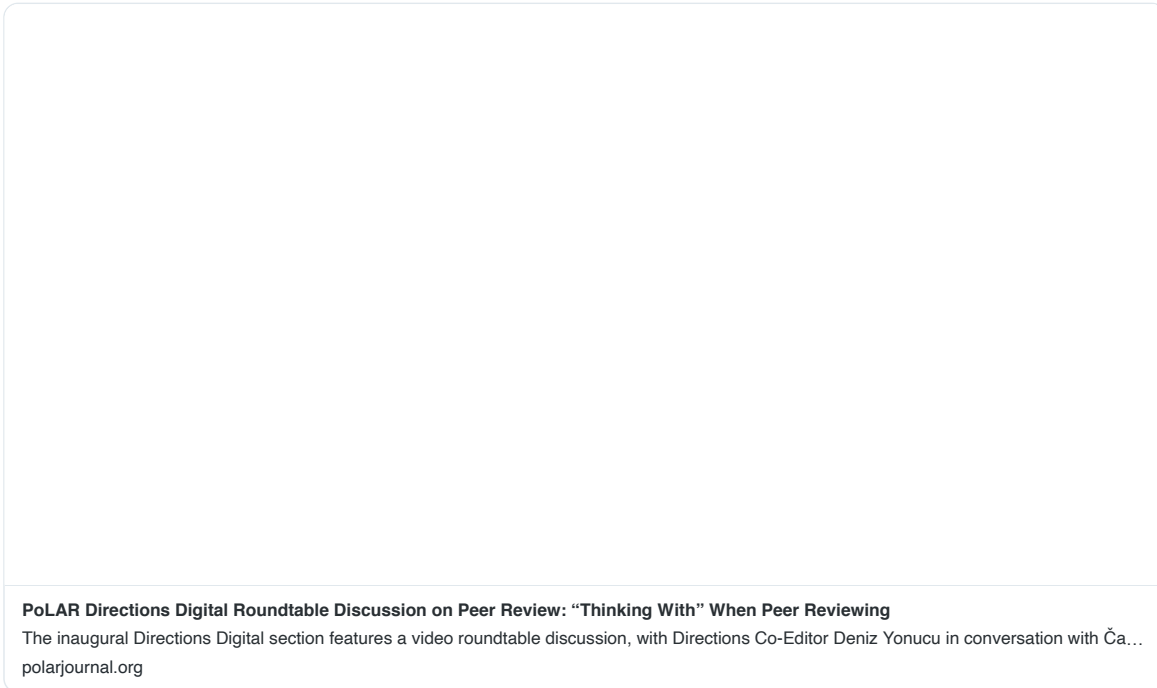 PoLAR Directions Digital Roundtable Discussion on Peer Review: “Thinking With” When Peer Reviewing
The inaugural Directions Digital section features a video roundtable discussion, with Directions Co-Editor Deniz Yonucu in conversation with Ča…
polarjournal.org